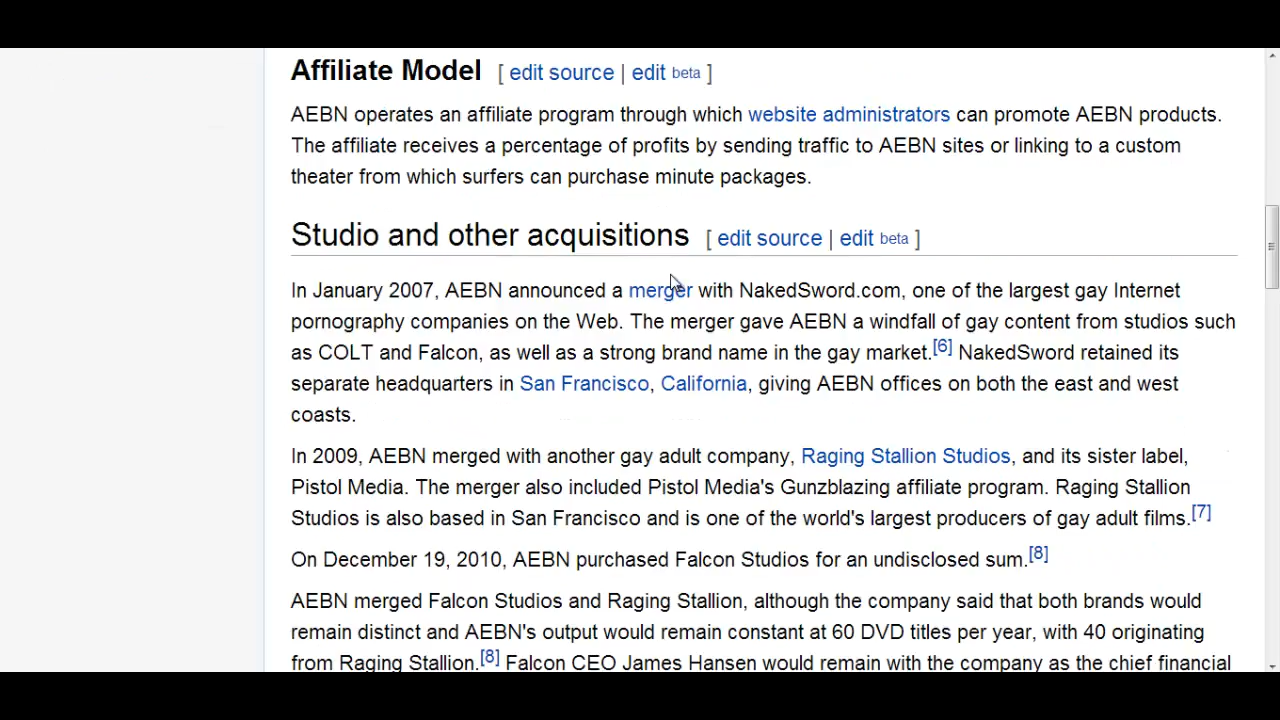 Affiliate Model [ edit source | edit beta ]
AEBN operates an affiliate program through which website administrators can promote AEBN products.
The affiliate receives a percentage of profits by sending traffic to AEBN sites or linking to a custom
theater from which surfers can purchase minute packages.
Studio and other acquisitions [ edit source | edit beta ]
In January 2007, AEBN announced a merger with NakedSword.com, one of the largest gay Internet
pornography companies on the Web. The merger gave AEBN a windfall of gay content from studios such
as COLT and Falcon, as well as a strong brand name in the gay market.[6] NakedSword retained its
separate headquarters in San Francisco, California, giving AEBN offices on both the east and west
coasts.
In 2009, AEBN merged with another gay adult company, Raging Stallion Studios, and its sister label,
Pistol Media. The merger also included Pistol Media's Gunzblazing affiliate program. Raging Stallion
Studios is also based in San Francisco and is one of the world's largest producers of gay adult films.[7]
On December 19, 2010, AEBN purchased Falcon Studios for an undisclosed sum.[8]
AEBN merged Falcon Studios and Raging Stallion, although the company said that both brands would
remain distinct and AEBN's output would remain constant at 60 DVD titles per year, with 40 originating
from Raging Stallion.[8] Falcon CEO James Hansen would remain with the company as the chief financial